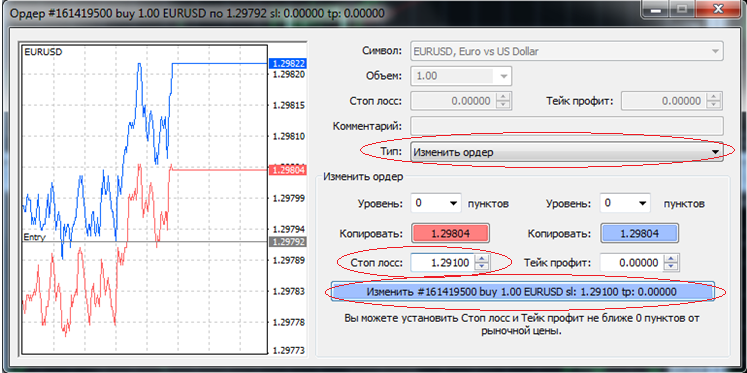 Ордер #161419500 buy 1.00 EURUSD по 1.29792 sl: 0.00000 tp: 0.00000
EURUSD
1.29822
1.29820
1.29815
1.29810
1.29804
1.29799
1.29794
Entry
1.29792
1.29789
1.29783
1.29778
1.29773
Символ: EURUSD, Euro vs US Dollar
Объем: 1.00
Стоп лосс: 0.00000 Тейк профит: 0.00000
Комментарий:
Тип: Изменить ордер
Изменить ордер
Уровень: 0 пунктов Уровень: 0 пунктов
Копировать: 1.29804 Копировать: 1.29804
Стоп лосс: 1.29100 Тейк профит: 0.00000
Изменить #161419500 buy 1.00 EURUSD sl: 1.29100 tp: 0.00000
Вы можете установить Стоп лосс и Тейк профит не ближе 0 пунктов от
рыночной цены.